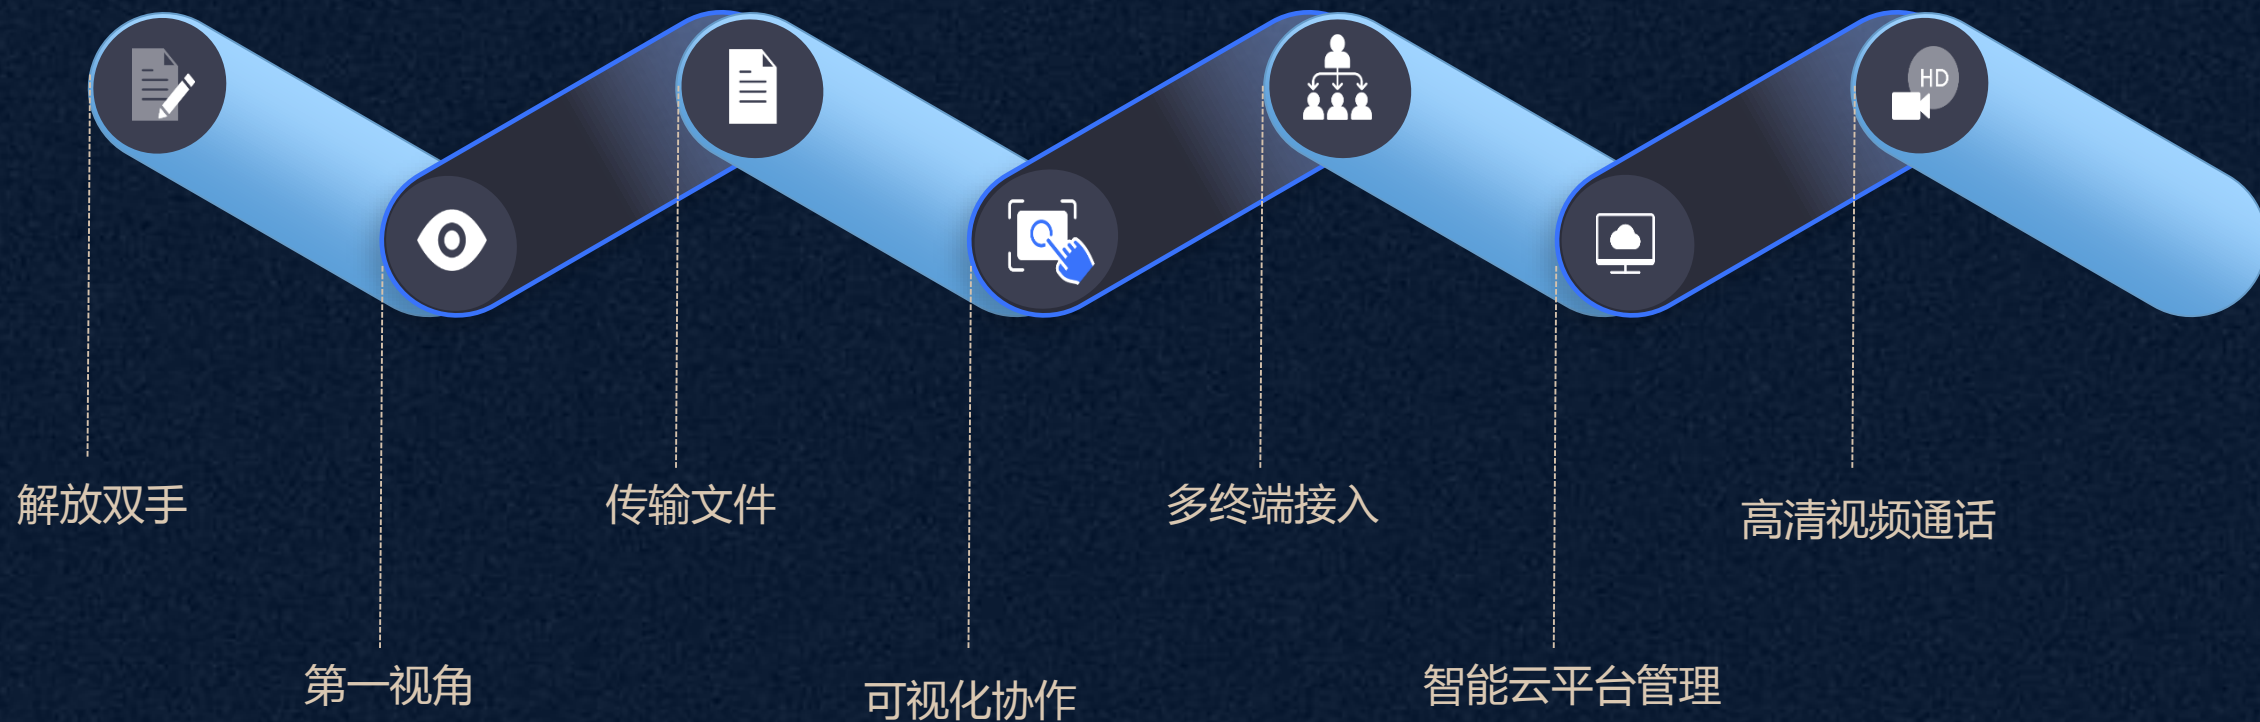 HD
解放双手
第一视角
传输文件
可视化协作
多终端接入
智能云平台管理
高清视频通话